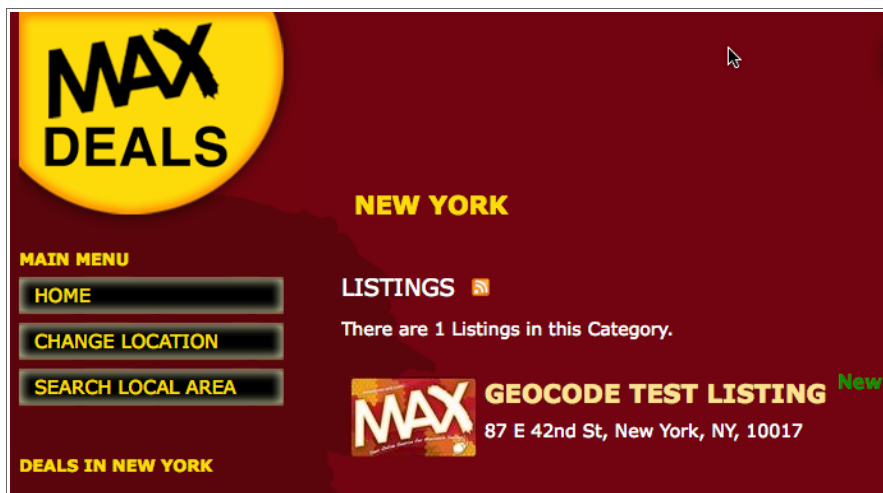 MAX
DEALS
NEW YORK
MAIN MENU
HOME
CHANGE LOCATION
SEARCH LOCAL AREA
DEALS IN NEW YORK
LISTINGS
There are 1 Listings in this Category.
MAX
GEOCODE TEST LISTING New
87 E 42nd St, New York, NY, 10017